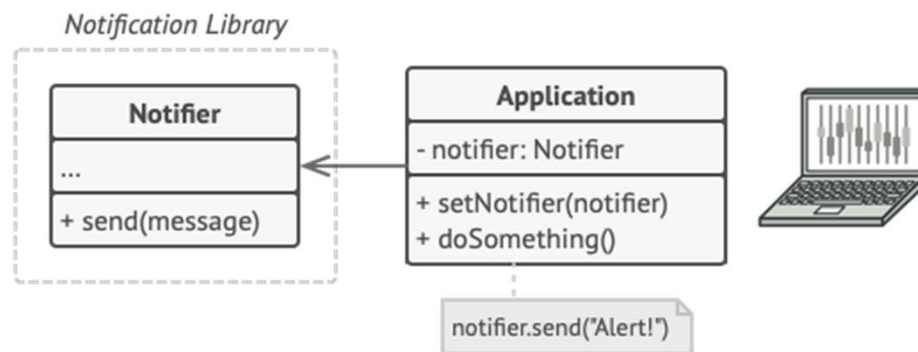 Notification Library
Notifier
...
+ send(message)
Application
- notifier: Notifier
+ setNotifier(notifier)
+ doSomething()
notifier.send("Alert!")